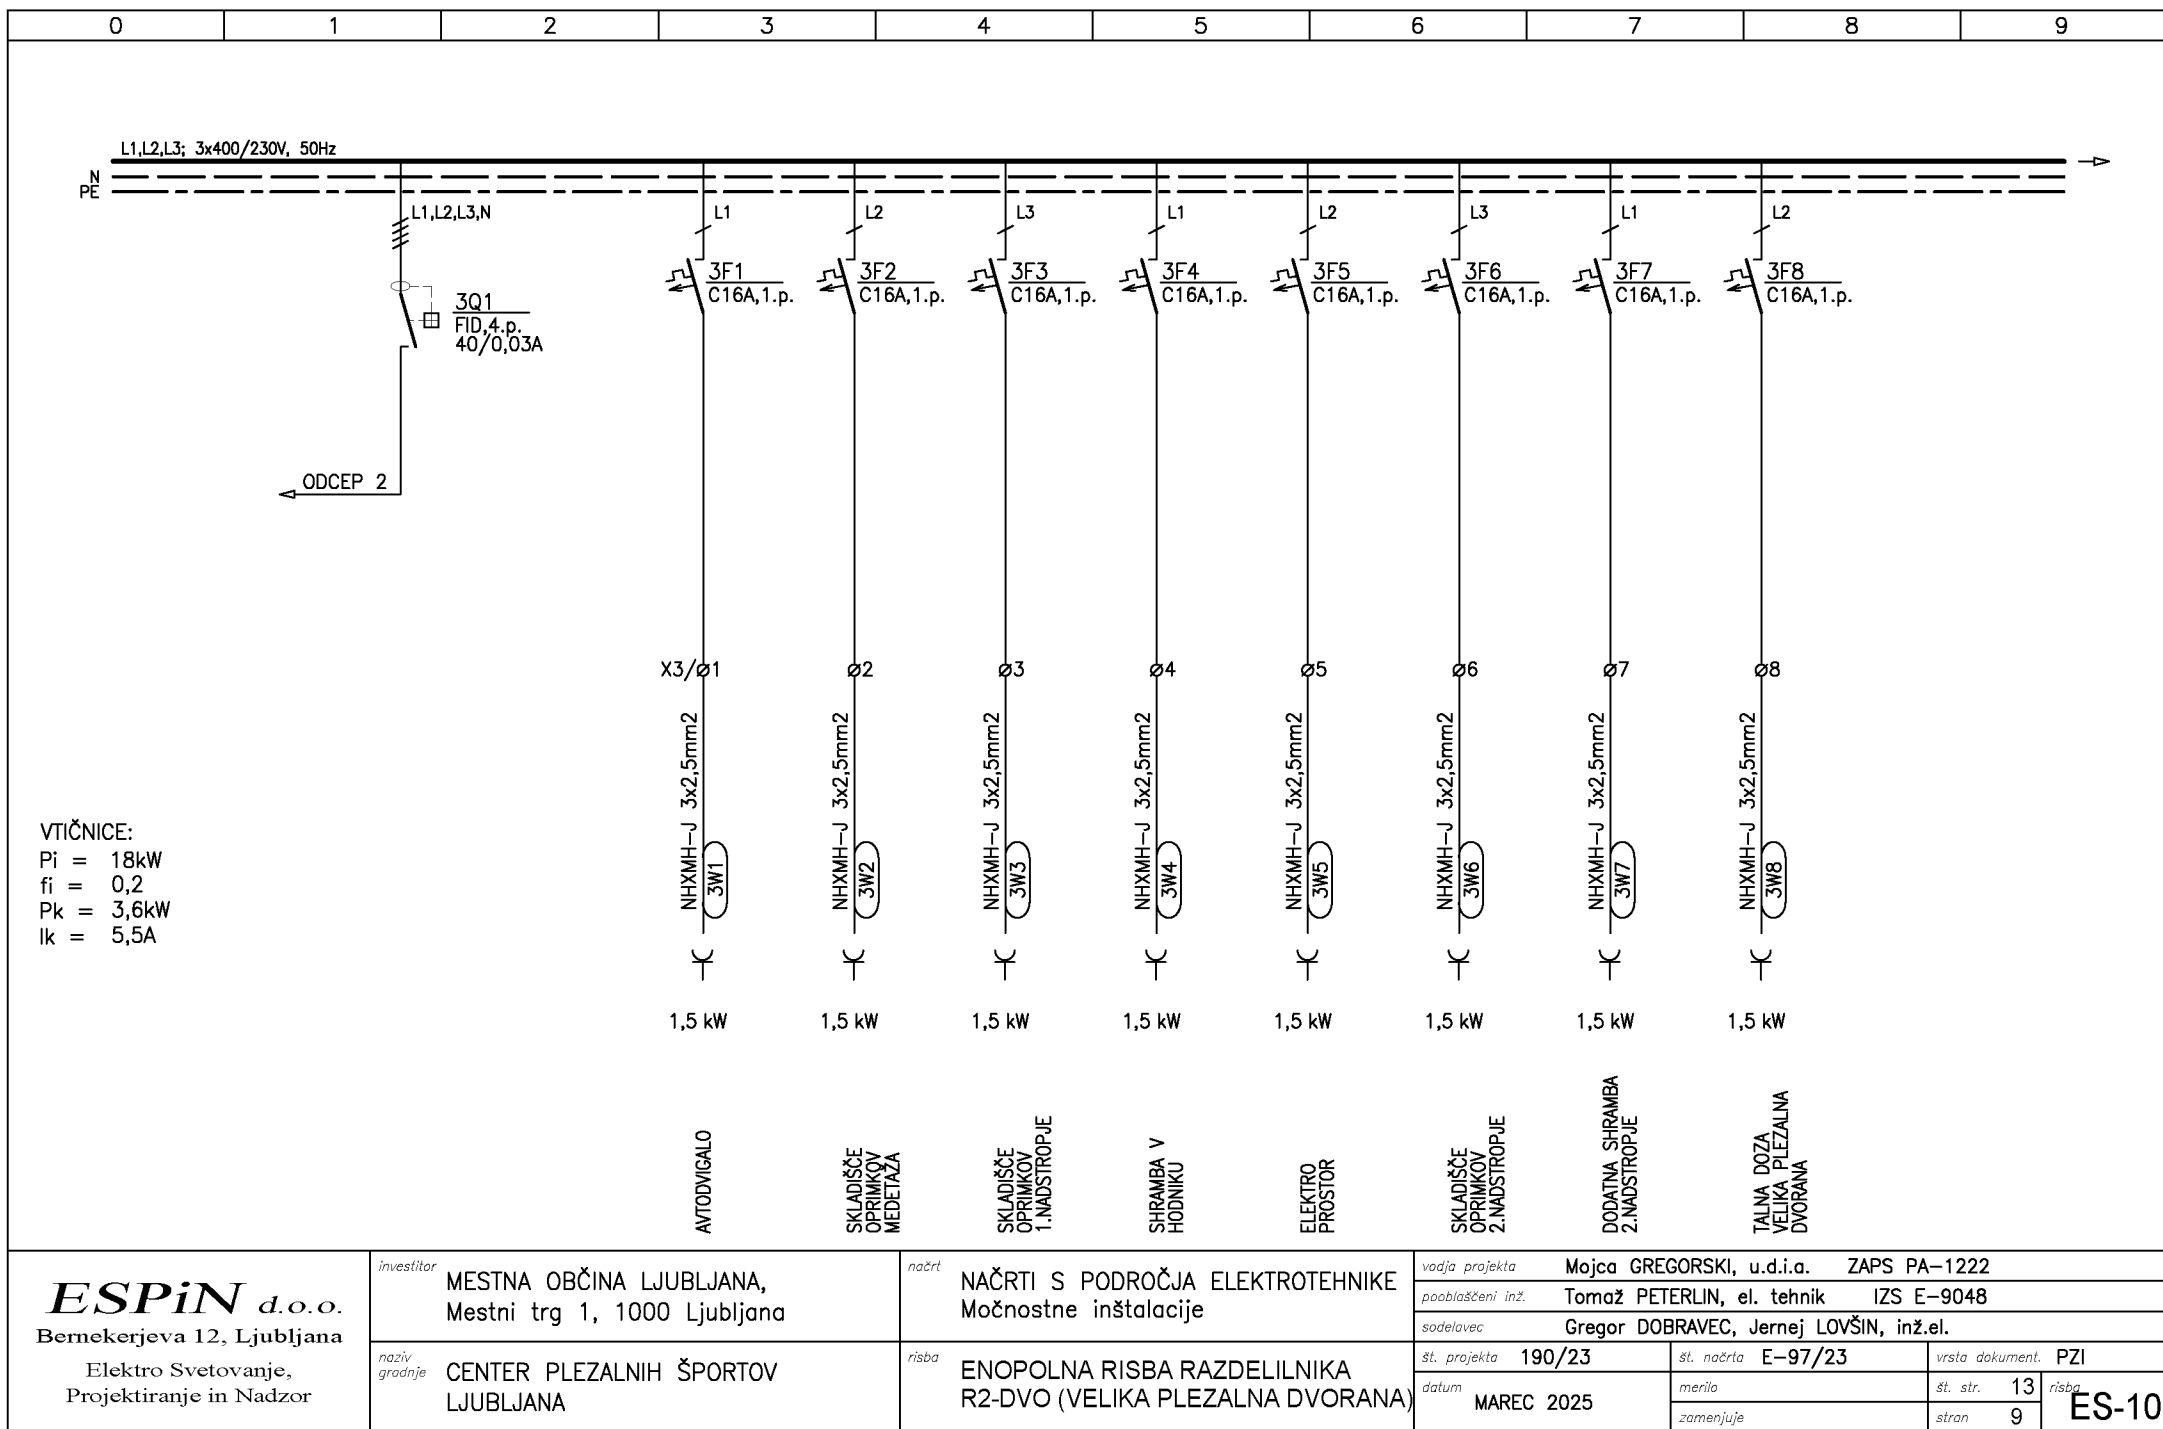 0 1 2 3 4 5 6 7 8 9
L1,L2,L3; 3x400/230V, 50Hz
N
PE
L1,L2,L3,N
L1
L2
L3
L1
L2
L3
L1
L2
3Q1
FID,4.p.
40/0,03A
3F1
C16A,1.p.
3F2
C16A,1.p.
3F3
C16A,1.p.
3F4
C16A,1.p.
3F5
C16A,1.p.
3F6
C16A,1.p.
3F7
C16A,1.p.
3F8
C16A,1.p.
ODCEP 2
X3/ø1
ø2
ø3
ø4
ø5
ø6
ø7
ø8
NHXMH-J 3x2,5mm2
3W1
NHXMH-J 3x2,5mm2
3W2
NHXMH-J 3x2,5mm2
3W3
NHXMH-J 3x2,5mm2
3W4
NHXMH-J 3x2,5mm2
3W5
NHXMH-J 3x2,5mm2
3W6
NHXMH-J 3x2,5mm2
3W7
NHXMH-J 3x2,5mm2
3W8
VTIČNICE:
Pi = 18kW
fi = 0,2
Pk = 3,6kW
Ik = 5,5A
1,5 kW
1,5 kW
1,5 kW
1,5 kW
1,5 kW
1,5 kW
1,5 kW
1,5 kW
AVTODVIGALO
SKLADIŠČE
OPRIMKOV
MEDETAŽA
SKLADIŠČE
OPRIMKOV
1.NADSTROPJE
SHRAMBA V
HODNIKU
ELEKTRO
PROSTOR
SKLADIŠČE
OPRIMKOV
2.NADSTROPJE
DODATNA SHRAMBA
2.NADSTROPJE
TALNA DOZA
VELIKA PLEZALNA
DVORANA
ESPiN d.o.o.
Bernekerjeva 12, Ljubljana
Elektro Svetovanje,
Projektiranje in Nadzor
investitor
MESTNA OBČINA LJUBLJANA,
Mestni trg 1, 1000 Ljubljana
naziv
gradnje
CENTER PLEZALNIH ŠPORTOV
LJUBLJANA
načrt
NAČRTI S PODROČJA ELEKTROTEHNIKE
Močnostne inštalacije
risba
ENOPOLNA RISBA RAZDELILNIKA
R2-DVO (VELIKA PLEZALNA DVORANA)
vodja projekta Mojca GREGORSKI, u.d.i.a. ZAPS PA-1222
pooblaščeni inž. Tomaž PETERLIN, el. tehnik IZS E-9048
sodelavec Gregor DOBRAVEC, Jernej LOVŠIN, inž.el.
št. projekta 190/23
št. načrta E-97/23
vrsta dokument. PZI
datum MAREC 2025
merilo
zamenjuje
št. str. 13
stran 9
risba
ES-10